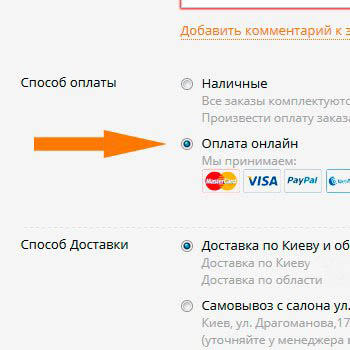 Добавить комментарий к з
Способ оплаты
Наличные
Все заказы комплектуютс
Произвести оплату заказа
Оплата онлайн
Мы принимаем:
MasterCard VISA PayPal
Способ Доставки
Доставка по Киеву и об
Доставка по Киеву
Доставка по области
Самовывоз с салона ул.
Киев, ул. Драгоманова,17
(уточняйте у менеджера в